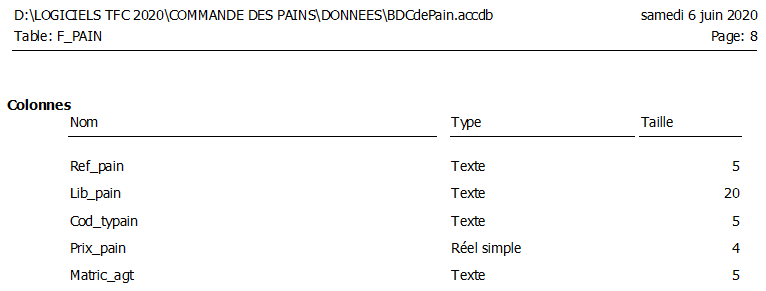 D:\LOGICIELS TFC 2020\COMMANDE DES PAINS\DONNEES\BDCdePain.accdb samedi 6 juin 2020
Table: F_PAIN Page: 8
Colonnes
Nom Type Taille
Ref_pain Texte 5
Lib_pain Texte 20
Cod_typain Texte 5
Prix_pain Réel simple 4
Matric_agt Texte 5